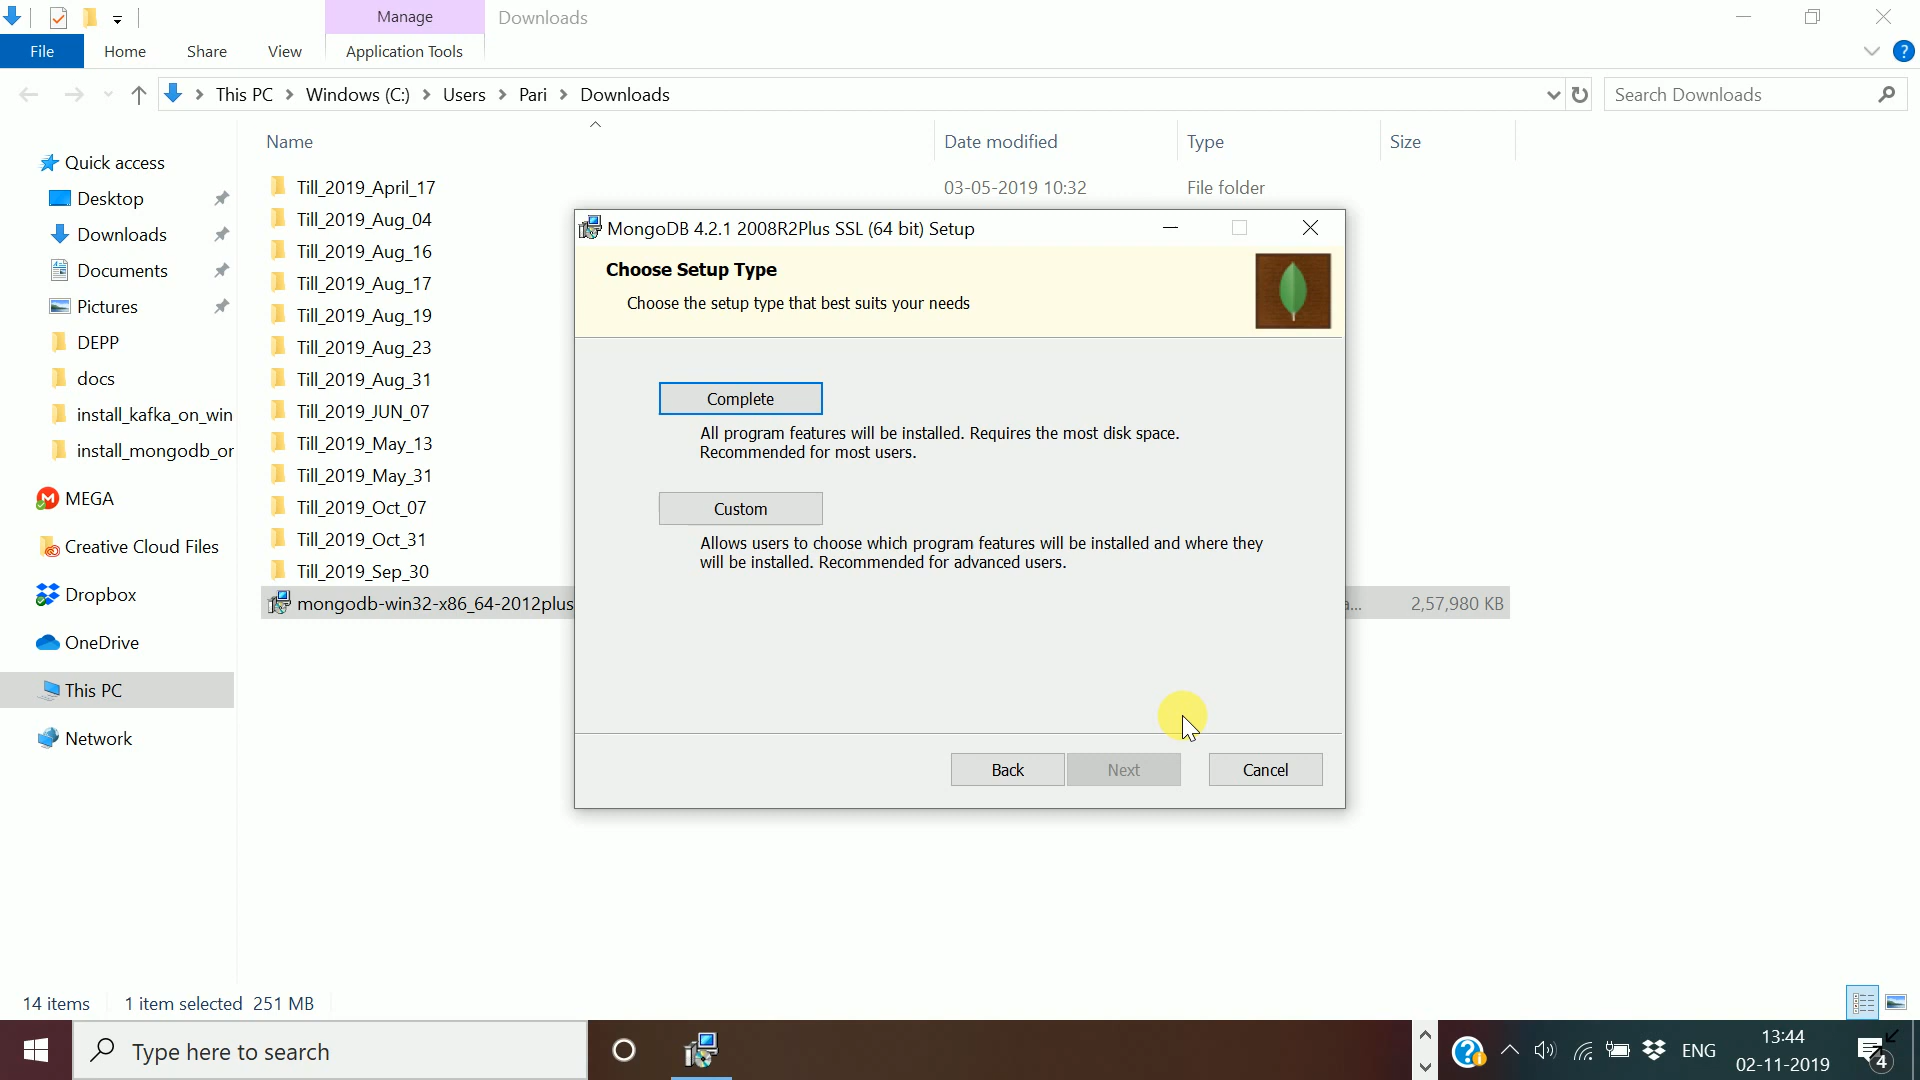 Manage
Downloads
File
Home
Share
View
Application Tools
This PC
Windows (C:)
Users
Pari
Downloads
Search Downloads
Name
Date modified
Type
Size
Quick access
Desktop
Downloads
Documents
Pictures
DEPP
docs
install_kafka_on_win
install_mongodb_or
MEGA
Creative Cloud Files
Dropbox
OneDrive
This PC
Network
Till_2019_April_17
03-05-2019 10:32
File folder
Till_2019_Aug_04
Till_2019_Aug_16
Till_2019_Aug_17
Till_2019_Aug_19
Till_2019_Aug_23
Till_2019_Aug_31
Till_2019_JUN_07
Till_2019_May_13
Till_2019_May_31
Till_2019_Oct_07
Till_2019_Oct_31
Till_2019_Sep_30
mongodb-win32-x86_64-2012plus
a...
2,57,980 KB
MongoDB 4.2.1 2008R2Plus SSL (64 bit) Setup
Choose Setup Type
Choose the setup type that best suits your needs
Complete
All program features will be installed. Requires the most disk space.
Recommended for most users.
Custom
Allows users to choose which program features will be installed and where they
will be installed. Recommended for advanced users.
Back
Next
Cancel
14 items
1 item selected 251 MB
Type here to search
ENG
13:44
02-11-2019
4